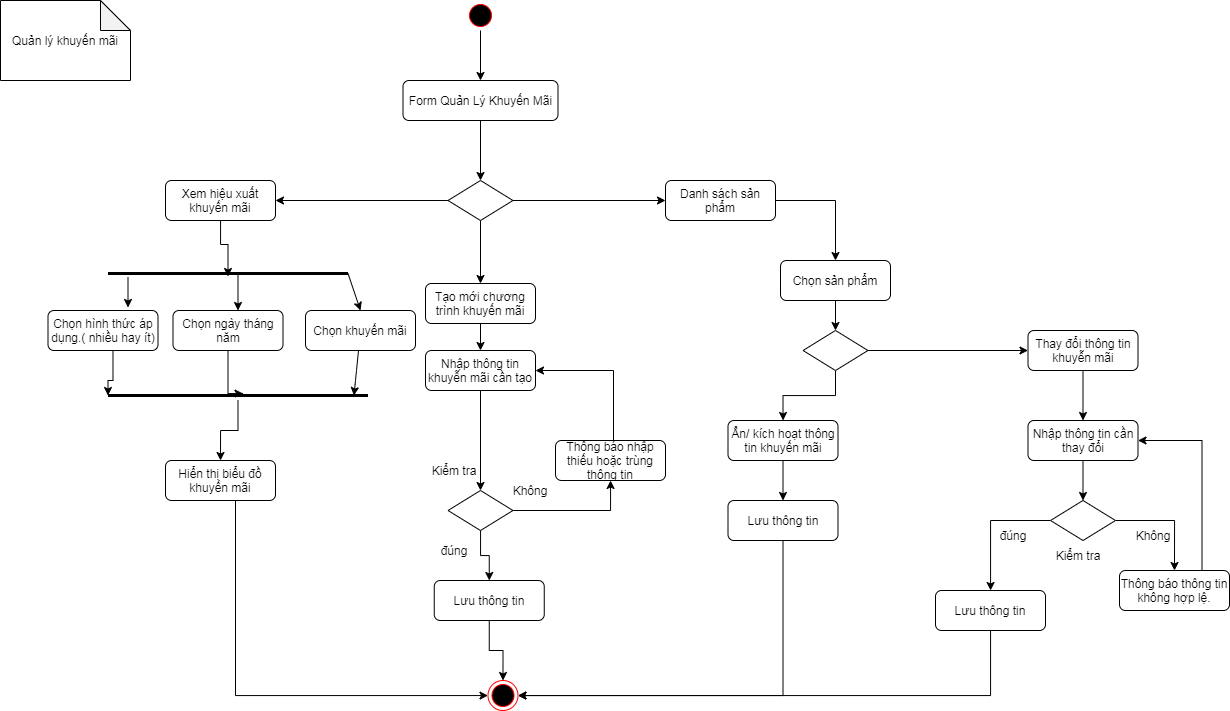 Quản lý khuyến mãi
Form Quản Lý Khuyến Mãi
Xem hiệu xuất
khuyến mãi
Danh sách sản
phẩm
Chọn sản phẩm
Tạo mới chương
trình khuyến mãi
Chọn hình thức áp
dụng.( nhiều hay ít)
Chọn ngày tháng
năm
Chọn khuyến mãi
Thay đổi thông tin
khuyễn mãi
Nhập thông tin
khuyễn mãi cần tạo
Ẩn/ kích hoạt thông
tin khuyến mãi
Nhập thông tin cần
thay đổi
Thông báo nhập
thiếu hoặc trùng
thông tin
Kiểm tra
Không
Hiển thị biểu đồ
khuyến mãi
Lưu thông tin
đúng
Không
Kiểm tra
đúng
Thông báo thông tin
không hợp lệ.
Lưu thông tin
Lưu thông tin